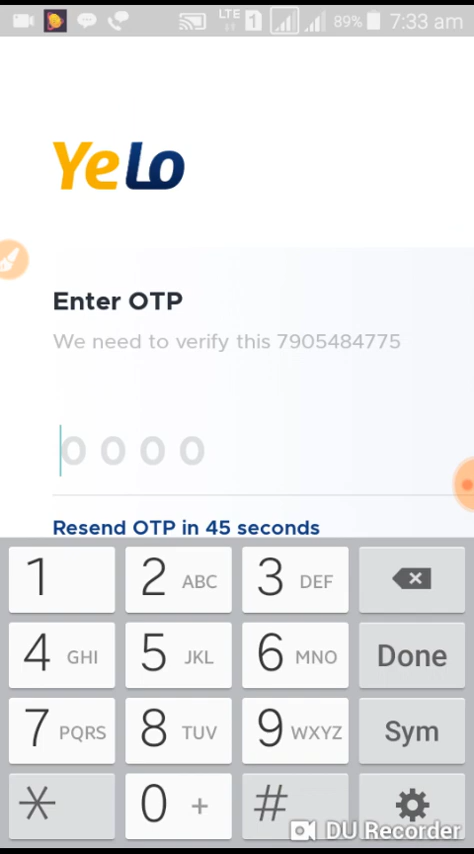 LTE 1 89% 7:33 am
YeLo
Enter OTP
We need to verify this 7905484775
0 0 0 0
Resend OTP in 45 seconds
1 2 ABC 3 DEF
4 GHI 5 JKL 6 MNO Done
7 PQRS 8 TUV 9 WXYZ Sym
* 0 + #
DU Recorder